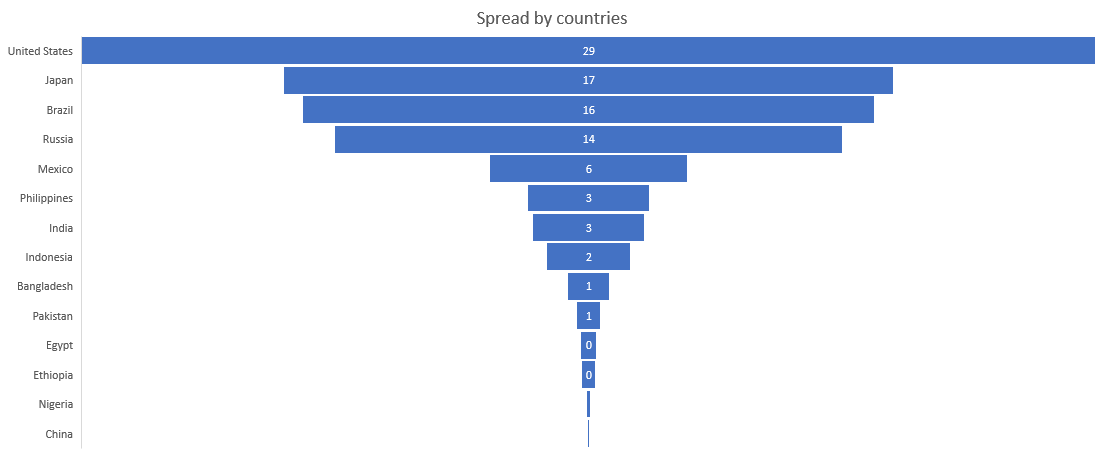 Spread by countries
United States 29
Japan 17
Brazil 16
Russia 14
Mexico 6
Philippines 3
India 3
Indonesia 2
Bangladesh 1
Pakistan 1
Egypt 0
Ethiopia 0
Nigeria
China